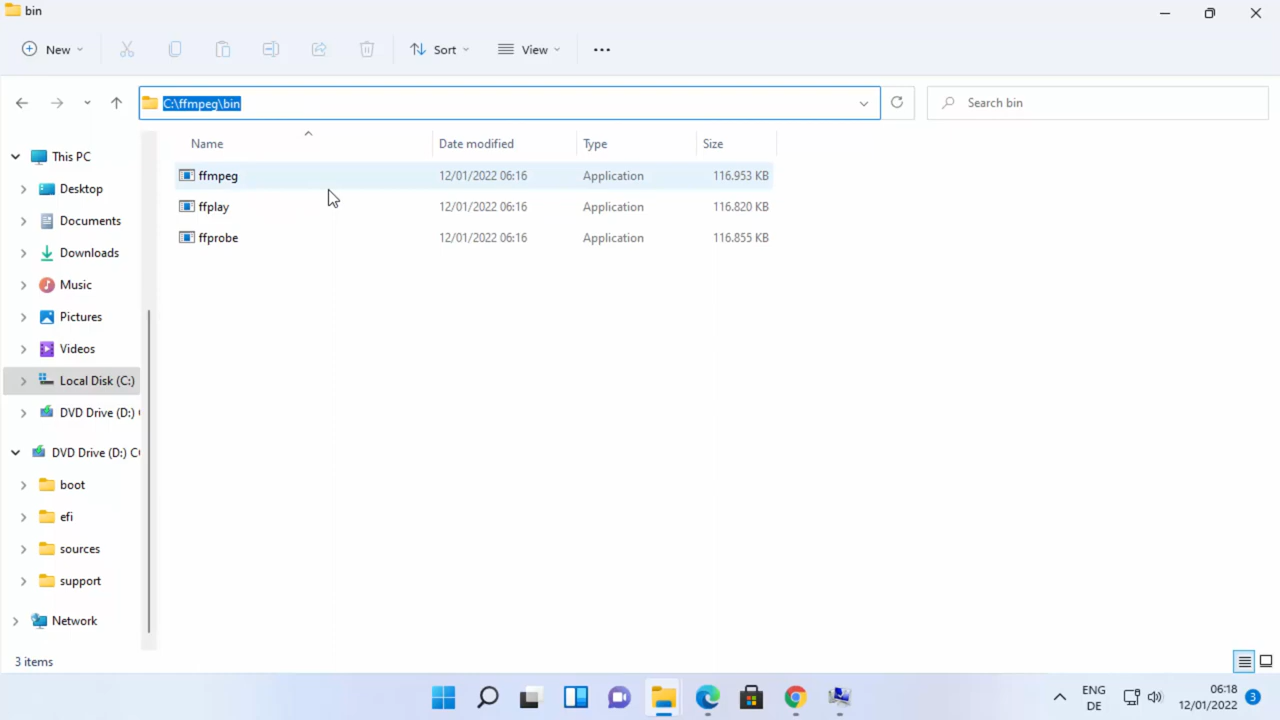 bin
New
Sort
View
C:\ffmpeg\bin
Search bin
Name
Date modified
Type
Size
ffmpeg 12/01/2022 06:16 Application 116.953 KB
ffplay 12/01/2022 06:16 Application 116.820 KB
ffprobe 12/01/2022 06:16 Application 116.855 KB
This PC
Desktop
Documents
Downloads
Music
Pictures
Videos
Local Disk (C:)
DVD Drive (D:)
DVD Drive (D:)
boot
efi
sources
support
Network
3 items
ENG
DE
06:18
12/01/2022
3